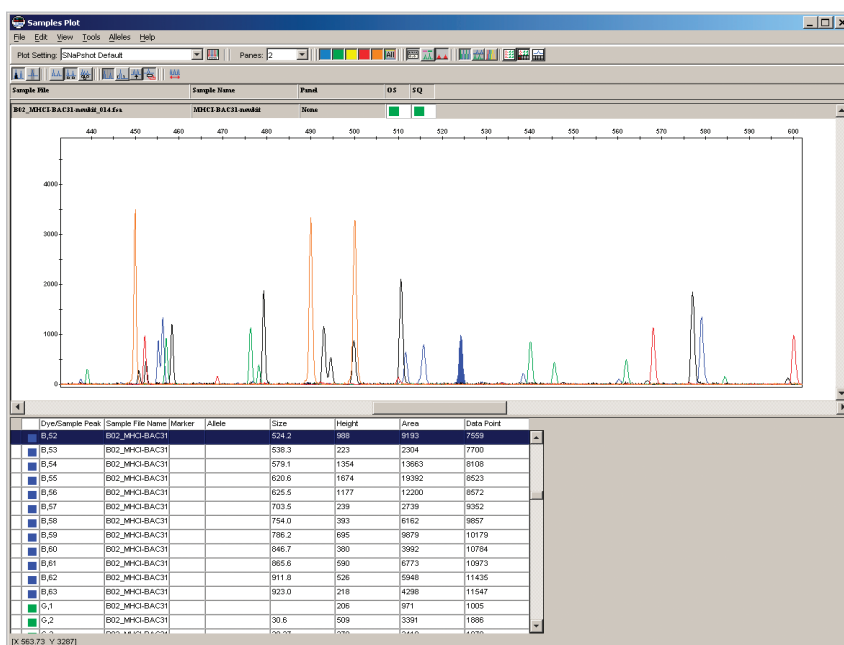 Samples Plot
File Edit View Tools Alleles Help
Plot Setting: SNaPshot Default Panes: 2 All
Sample File Sample Name Panel OS SQ
B02_MHCI-BAC31-newkit_014.fsa MHCI-BAC31-newkit None
440 450 460 470 480 490 500 510 520 530 540 550 560 570 580 590 600
4000
3000
2000
1000
0
Dye/Sample Peak Sample File Name Marker Allele Size Height Area Data Point
B,52 B02_MHCI-BAC31 524.2 988 9193 7559
B,53 B02_MHCI-BAC31 538.3 223 2304 7700
B,54 B02_MHCI-BAC31 579.1 1354 13663 8108
B,55 B02_MHCI-BAC31 620.6 1674 19392 8523
B,56 B02_MHCI-BAC31 625.5 1177 12200 8572
B,57 B02_MHCI-BAC31 703.5 239 2739 9352
B,58 B02_MHCI-BAC31 754.0 393 6162 9857
B,59 B02_MHCI-BAC31 786.2 695 9879 10179
B,60 B02_MHCI-BAC31 846.7 380 3992 10784
B,61 B02_MHCI-BAC31 865.6 590 6773 10973
B,62 B02_MHCI-BAC31 911.8 526 5948 11435
B,63 B02_MHCI-BAC31 923.0 218 4298 11547
G,1 B02_MHCI-BAC31 206 971 1005
G,2 B02_MHCI-BAC31 30.6 509 3391 1886
[X 563.73 Y 3287]